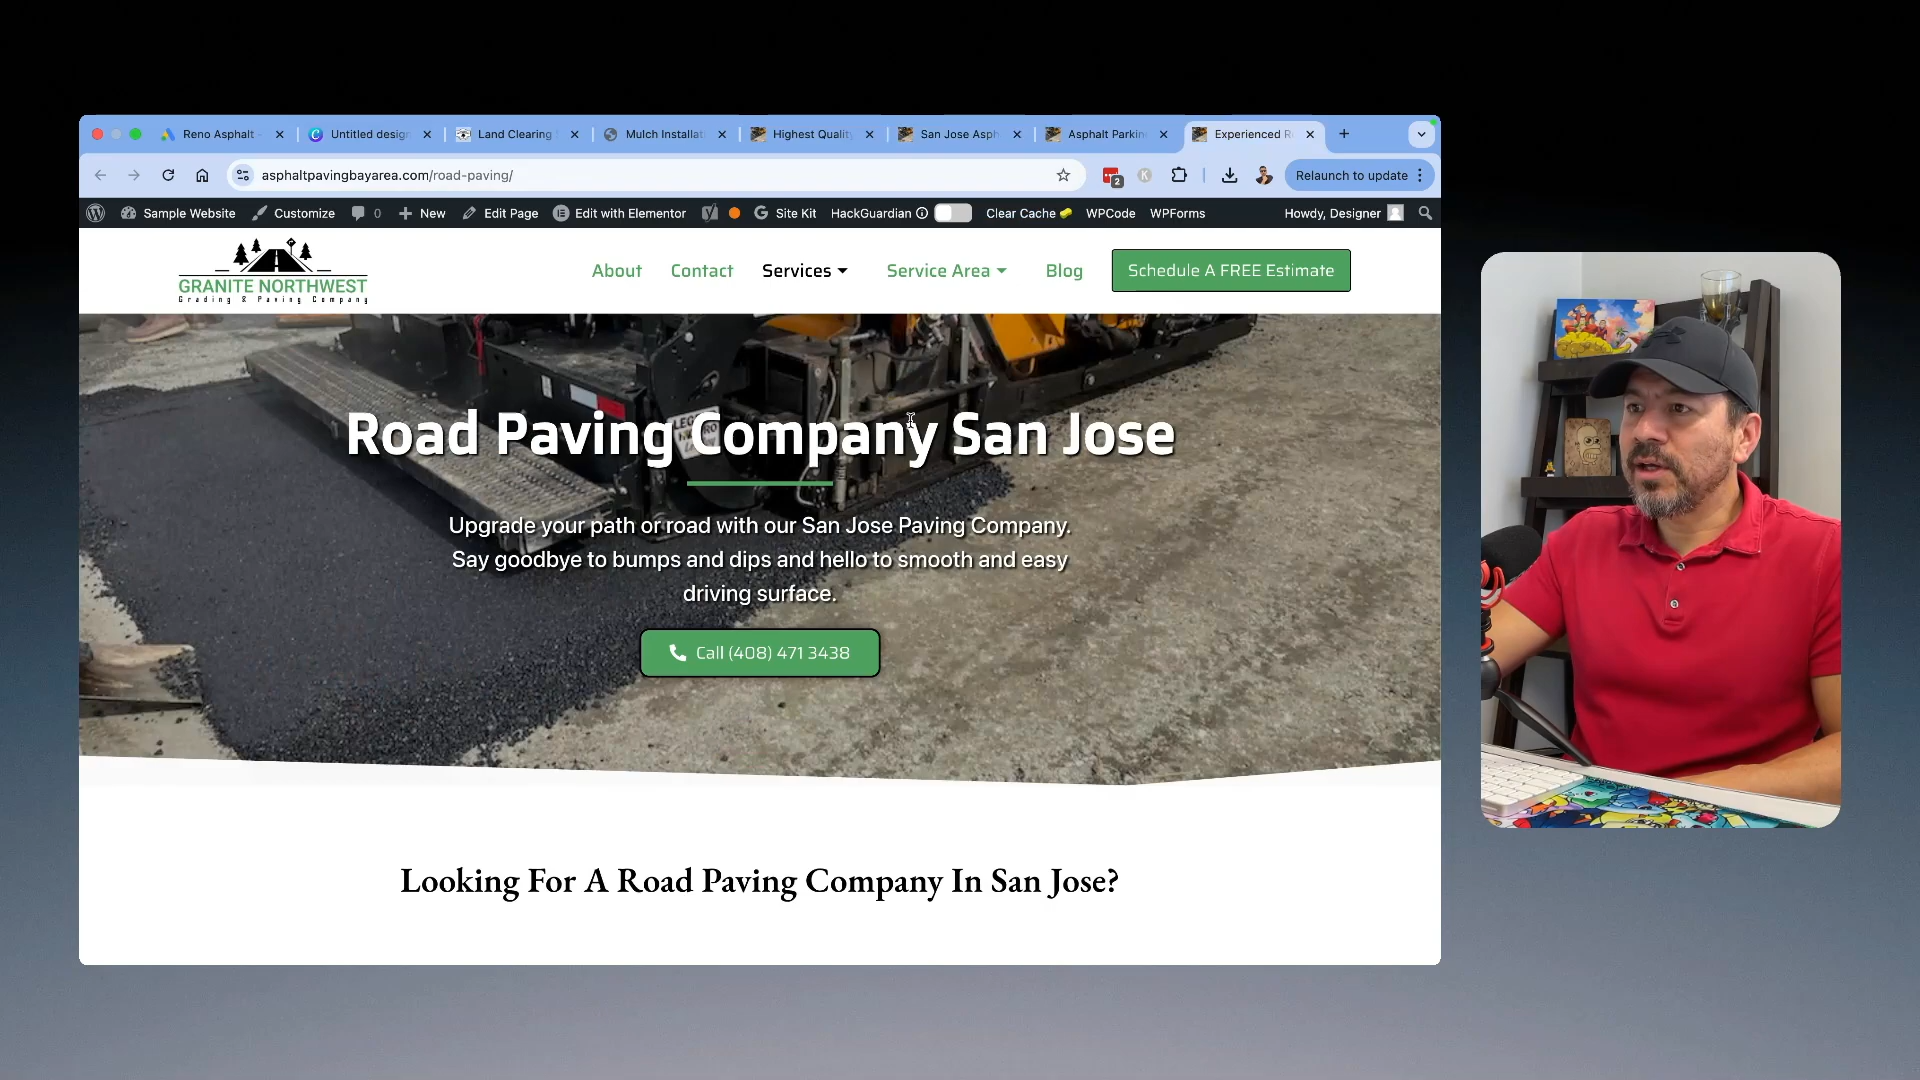 Reno Asphalt -
Untitled design
Land Clearing
Mulch Installat
Highest Qualit
San Jose Asph
Asphalt Parkin
Experienced R
asphaltpavingbayarea.com/road-paving/
2
K
Relaunch to update
Sample Website
Customize
0
New
Edit Page
Edit with Elementor
Site Kit
HackGuardian
Clear Cache
WPCode
WPForms
Howdy, Designer
GRANITE NORTHWEST
Grading & Paving Company
About
Contact
Services
Service Area
Blog
Schedule A FREE Estimate
Road Paving Company San Jose
Upgrade your path or road with our San Jose Paving Company.
Say goodbye to bumps and dips and hello to smooth and easy
driving surface.
Call (408) 471 3438
Looking For A Road Paving Company In San Jose?